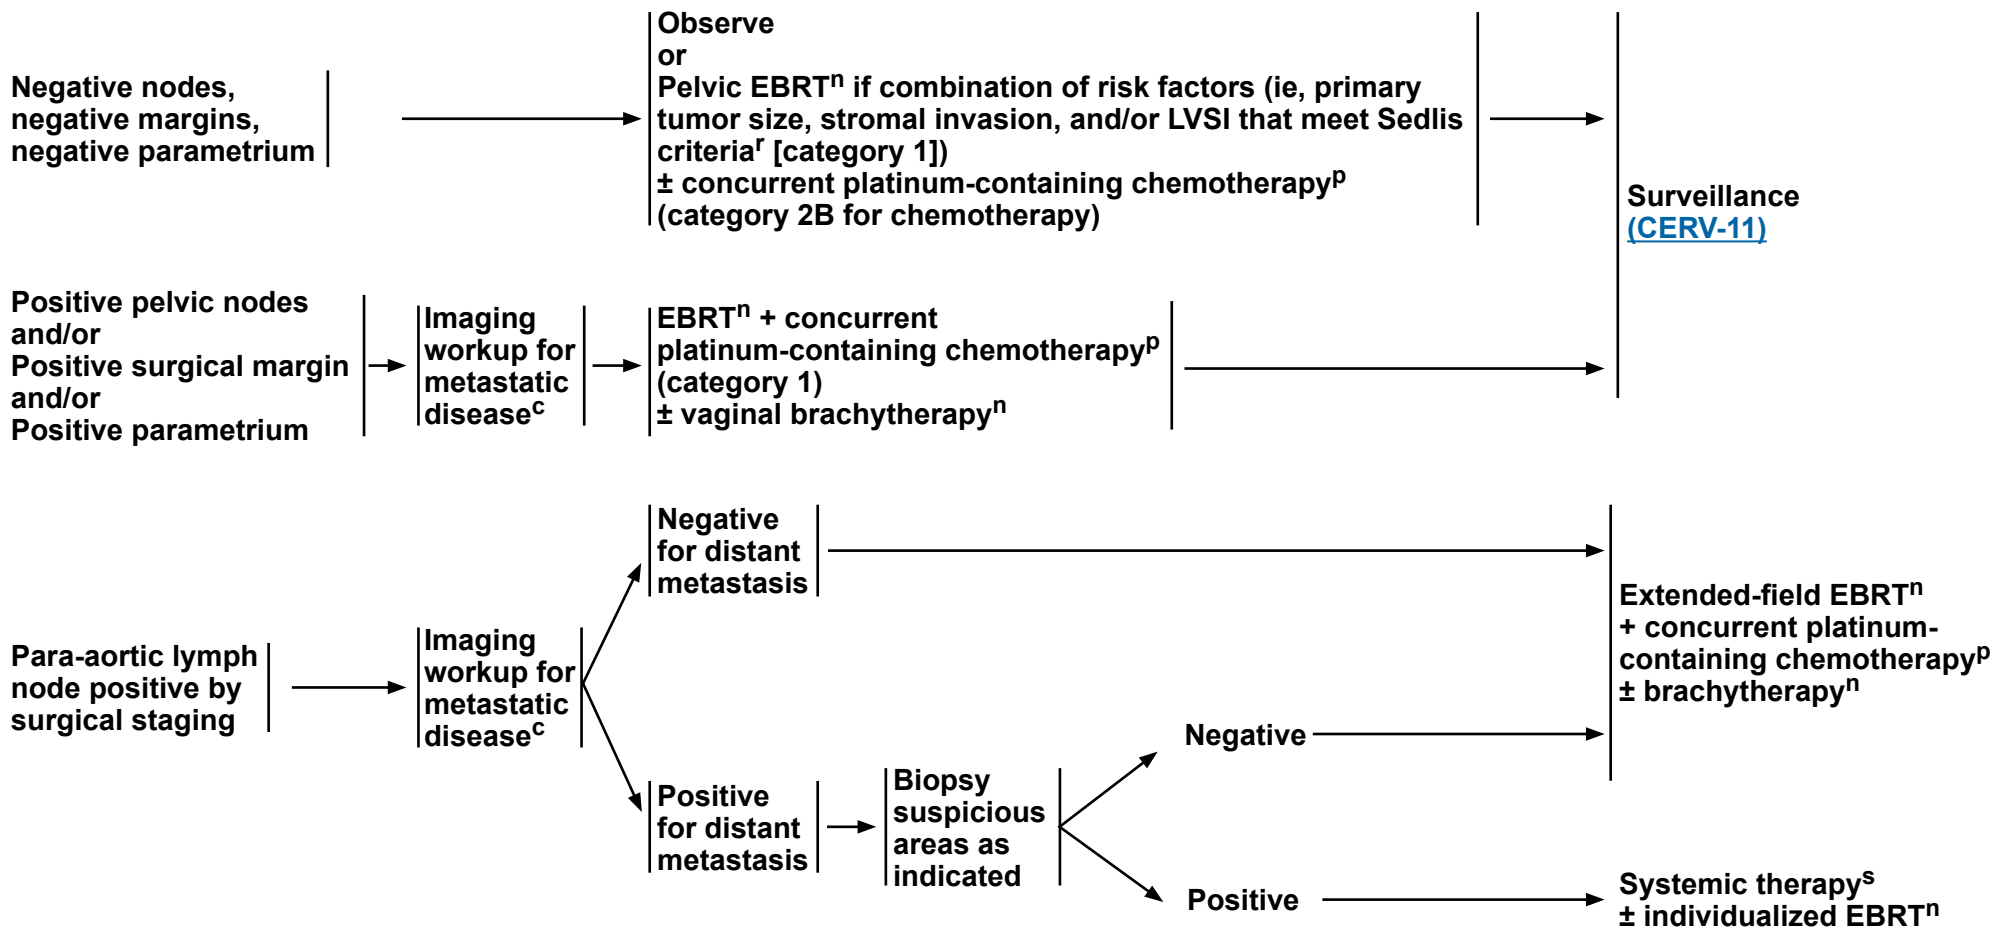 Negative nodes,
negative margins,
negative parametrium
Observe
or
Pelvic EBRTⁿ if combination of risk factors (ie, primary
tumor size, stromal invasion, and/or LVSI that meet Sedlis
criteriaʳ [category 1])
± concurrent platinum-containing chemotherapyᵖ
(category 2B for chemotherapy)
Surveillance
(CERV-11)
Positive pelvic nodes
and/or
Positive surgical margin
and/or
Positive parametrium
Imaging
workup for
metastatic
diseaseᶜ
EBRTⁿ + concurrent
platinum-containing chemotherapyᵖ
(category 1)
± vaginal brachytherapyⁿ
Para-aortic lymph
node positive by
surgical staging
Imaging
workup for
metastatic
diseaseᶜ
Negative
for distant
metastasis
Positive
for distant
metastasis
Biopsy
suspicious
areas as
indicated
Negative
Positive
Extended-field EBRTⁿ
+ concurrent platinum-
containing chemotherapyᵖ
± brachytherapyⁿ
Systemic therapyˢ
± individualized EBRTⁿ